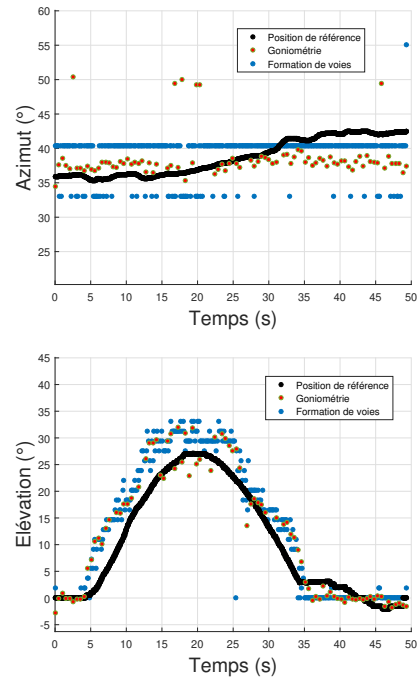 60
55
50
45
40
35
30
25
Azimut (°)
Position de référence
Goniométrie
Formation de voies
0 5 10 15 20 25 30 35 40 45 50
Temps (s)
45
40
35
30
25
20
15
10
5
0
-5
Elévation (°)
Position de référence
Goniométrie
Formation de voies
0 5 10 15 20 25 30 35 40 45 50
Temps (s)